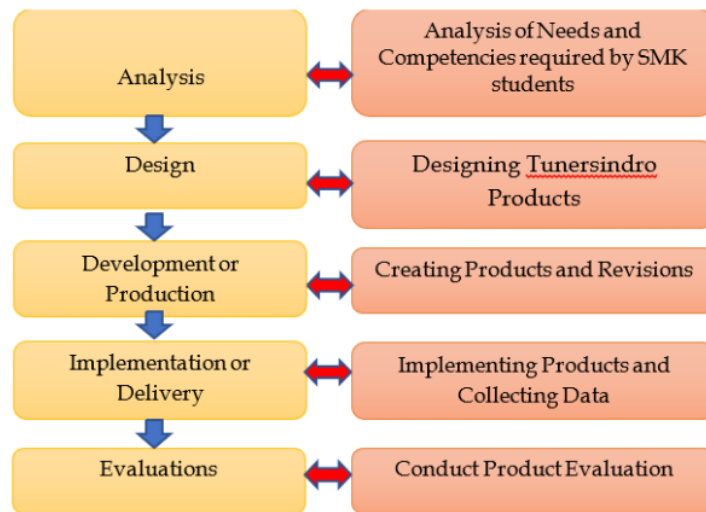 Analysis
Analysis of Needs and
Competencies required by SMK
students
Design
Designing Tunersindro
Products
Development or
Production
Creating Products and Revisions
Implementation or
Delivery
Implementing Products and
Collecting Data
Evaluations
Conduct Product Evaluation